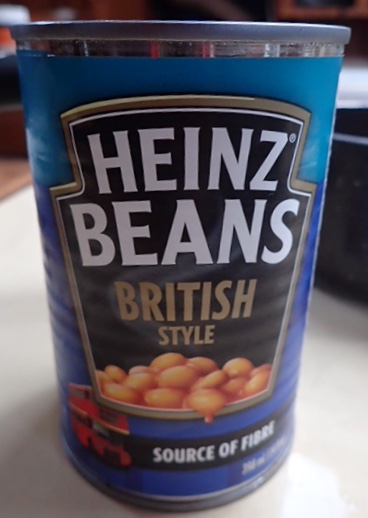 HEINZ®
BEANS
BRITISH
STYLE
SOURCE OF FIBRE